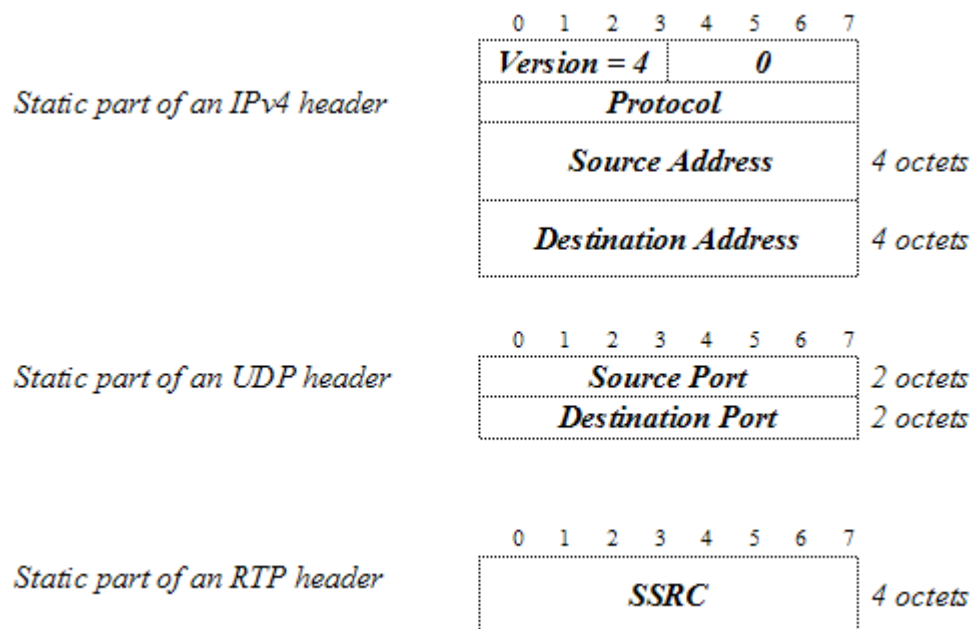 0 1 2 3 4 5 6 7
Version = 4 0
Static part of an IPv4 header
Protocol
Source Address 4 octets
Destination Address 4 octets
0 1 2 3 4 5 6 7
Static part of an UDP header
Source Port 2 octets
Destination Port 2 octets
0 1 2 3 4 5 6 7
Static part of an RTP header
SSRC 4 octets